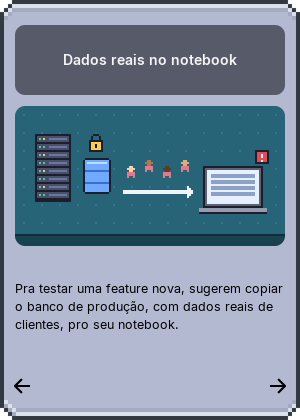 Dados reais no notebook
Pra testar uma feature nova, sugerem copiar
o banco de produção, com dados reais de
clientes, pro seu notebook.